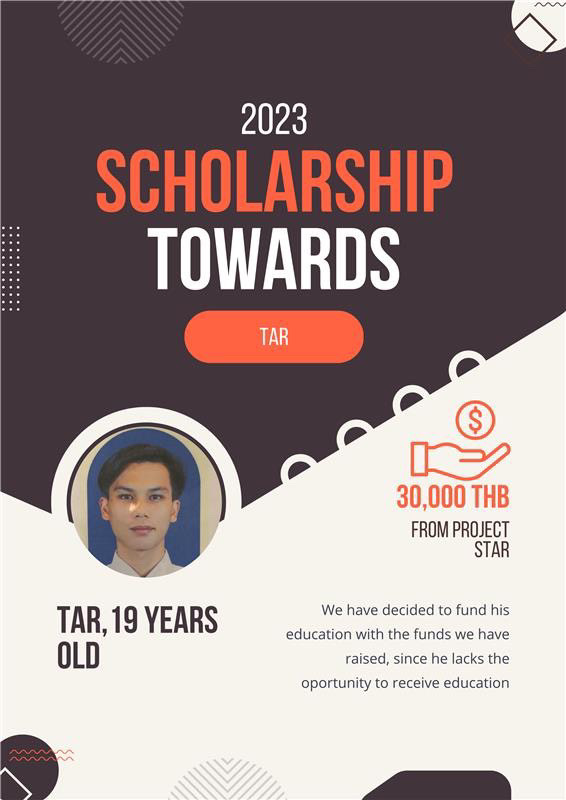 2023
SCHOLARSHIP
TOWARDS
TAR
$
30,000 THB
FROM PROJECT
STAR
TAR, 19 YEARS
OLD
We have decided to fund his
education with the funds we have
raised, since he lacks the
oportunity to receive education